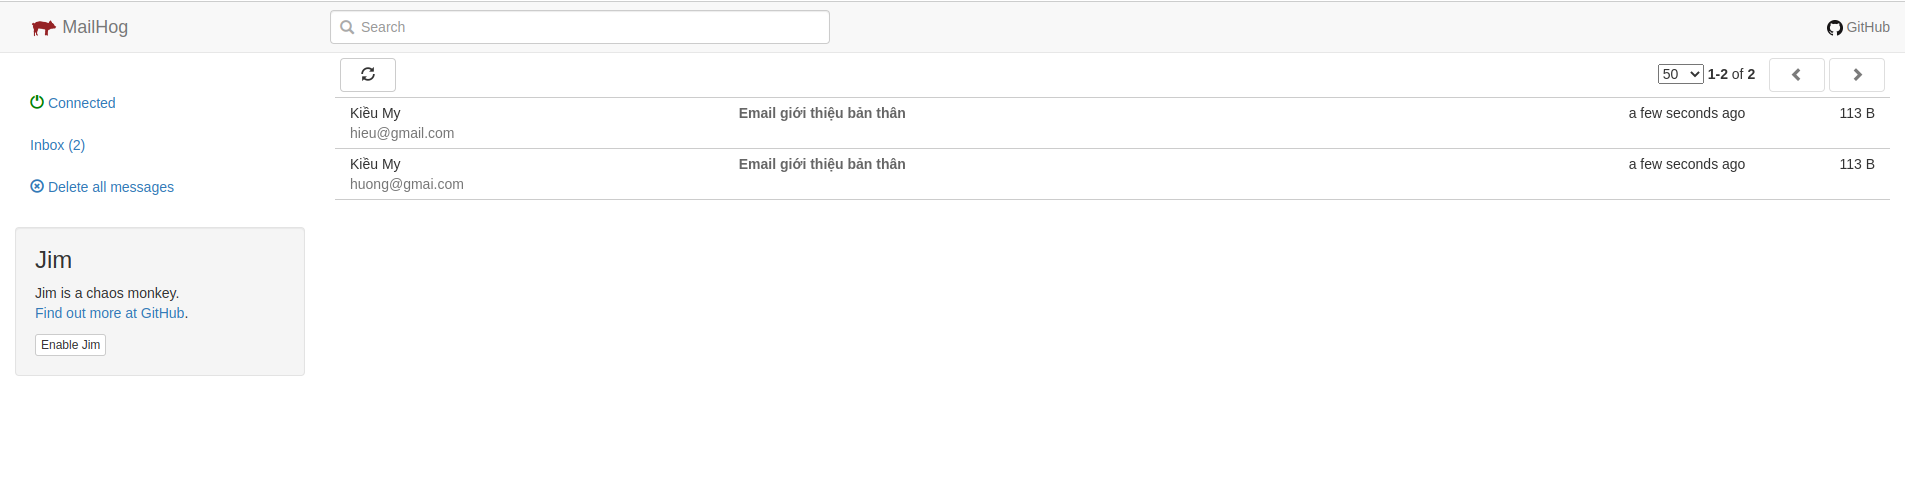 MailHog
Search
GitHub
50 1-2 of 2
Connected
Inbox (2)
Delete all messages
Kiều My Email giới thiệu bản thân a few seconds ago 113 B
hieu@gmail.com
Kiều My Email giới thiệu bản thân a few seconds ago 113 B
huong@gmai.com
Jim
Jim is a chaos monkey.
Find out more at GitHub.
Enable Jim